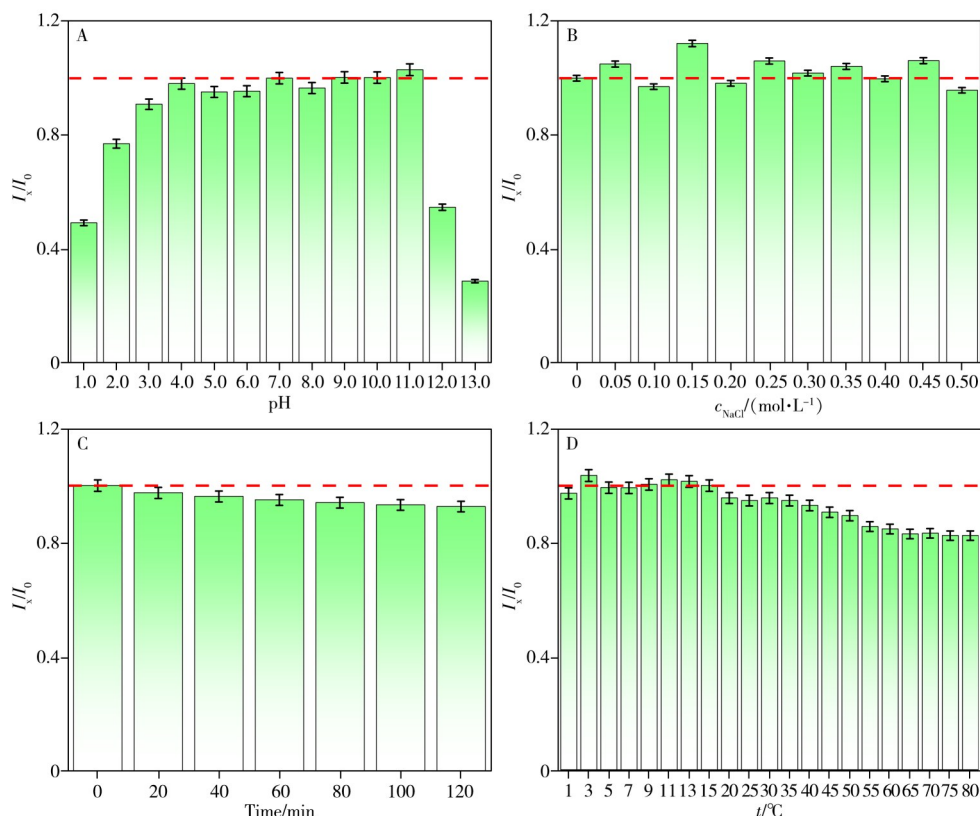 A
1.2
0.8
0.4
0
Iₓ/I₀
1.0 2.0 3.0 4.0 5.0 6.0 7.0 8.0 9.0 10.0 11.0 12.0 13.0
pH
B
1.2
0.8
0.4
0
Iₓ/I₀
0 0.05 0.10 0.15 0.20 0.25 0.30 0.35 0.40 0.45 0.50
c_NaCl/(mol·L⁻¹)
C
1.2
0.8
0.4
0
Iₓ/I₀
0 20 40 60 80 100 120
Time/min
D
1.2
0.8
0.4
0
Iₓ/I₀
1 3 5 7 9 11 13 15 20 25 30 35 40 45 50 55 60 65 70 75 80
t/°C